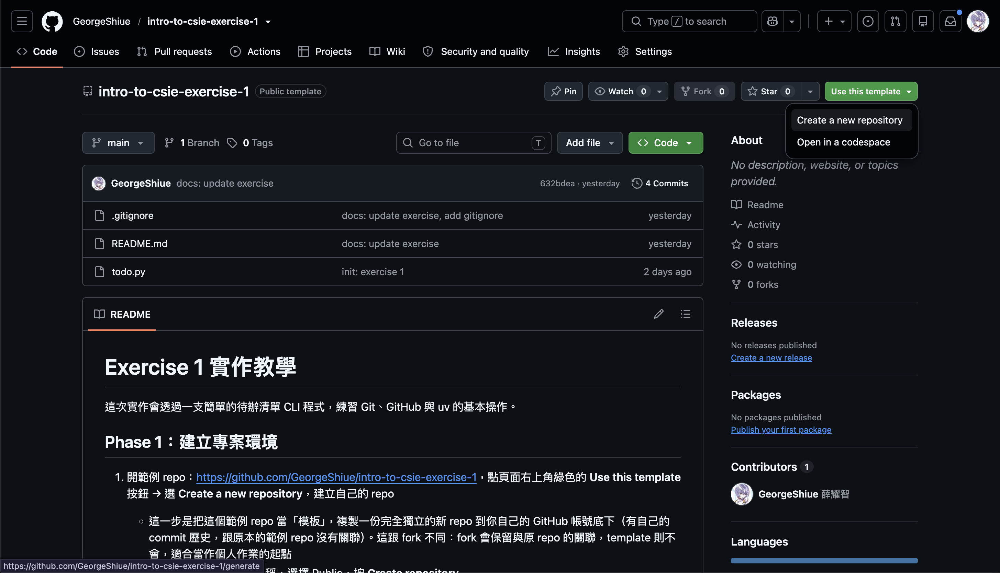 GeorgeShiue / intro-to-csie-exercise-1
Type / to search
Code Issues Pull requests Actions Projects Wiki Security and quality Insights Settings
intro-to-csie-exercise-1 Public template
Pin Watch 0 Fork 0 Star 0 Use this template
Create a new repository
Open in a codespace
main 1 Branch 0 Tags
Go to file T Add file Code
GeorgeShiue docs: update exercise 632bdea · yesterday 4 Commits
.gitignore docs: update exercise, add gitignore yesterday
README.md docs: update exercise yesterday
todo.py init: exercise 1 2 days ago
README
Exercise 1 實作教學
這次實作會透過一支簡單的待辦清單 CLI 程式，練習 Git、GitHub 與 uv 的基本操作。
Phase 1：建立專案環境
1. 開範例 repo：https://github.com/GeorgeShiue/intro-to-csie-exercise-1，點頁面右上角綠色的 Use this template
按鈕 → 選 Create a new repository，建立自己的 repo
這一步是把這個範例 repo 當「模板」，複製一份完全獨立的新 repo 到你自己的 GitHub 帳號底下（有自己的
commit 歷史，跟原本的範例 repo 沒有關聯）。這跟 fork 不同：fork 會保留與原 repo 的關聯，template 則不
會，適合當作個人作業的起點
稱，選擇 Public，按 Create repository
About
No description, website, or topics
provided.
Readme
Activity
0 stars
0 watching
0 forks
Releases
No releases published
Create a new release
Packages
No packages published
Publish your first package
Contributors 1
GeorgeShiue 薛耀智
Languages
https://github.com/GeorgeShiue/intro-to-csie-exercise-1/generate